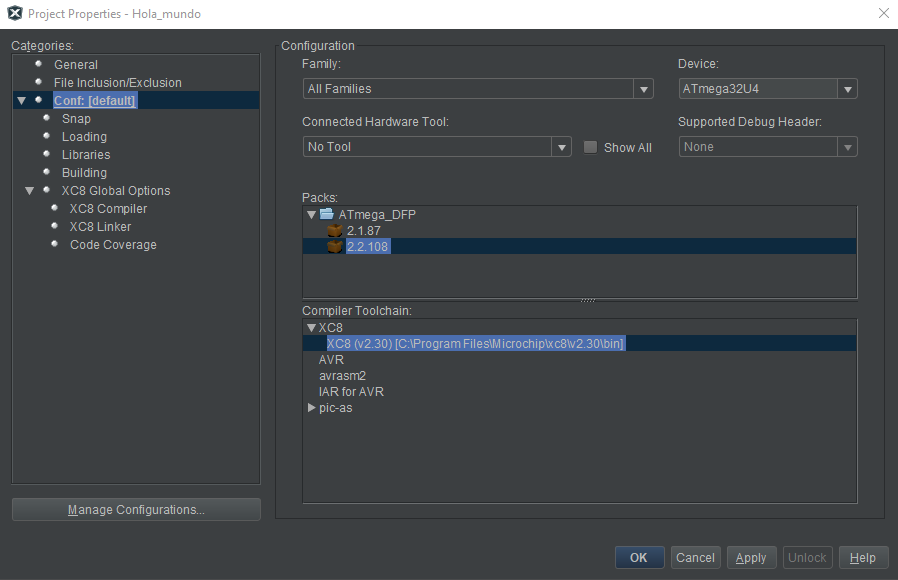 Project Properties - Hola_mundo
Categories:
General
File Inclusion/Exclusion
Conf: [default]
Snap
Loading
Libraries
Building
XC8 Global Options
XC8 Compiler
XC8 Linker
Code Coverage
Manage Configurations...
Configuration
Family:
Device:
All Families
ATmega32U4
Connected Hardware Tool:
Supported Debug Header:
No Tool
Show All
None
Packs:
ATmega_DFP
2.1.87
2.2.108
Compiler Toolchain:
XC8
XC8 (v2.30) [C:\Program Files\Microchip\xc8\v2.30\bin]
AVR
avrasm2
IAR for AVR
pic-as
OK
Cancel
Apply
Unlock
Help